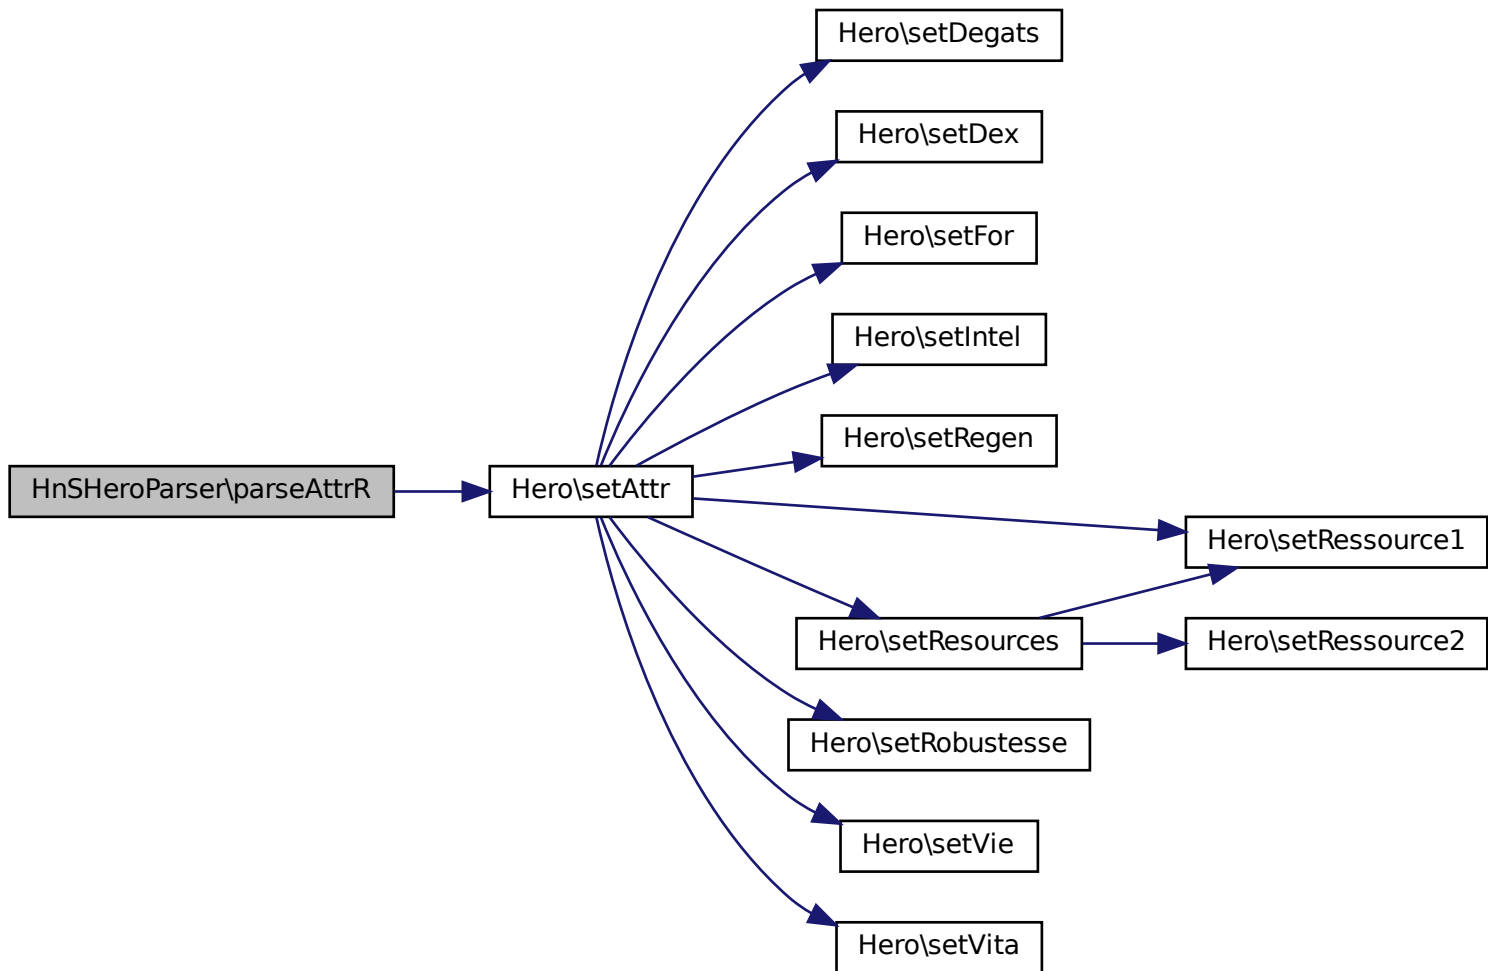 Hero\setDegats
Hero\setDex
Hero\setFor
Hero\setIntel
Hero\setRegen
HnSHeroParser\parseAttrR
Hero\setAttr
Hero\setRessource1
Hero\setResources
Hero\setRessource2
Hero\setRobustesse
Hero\setVie
Hero\setVita